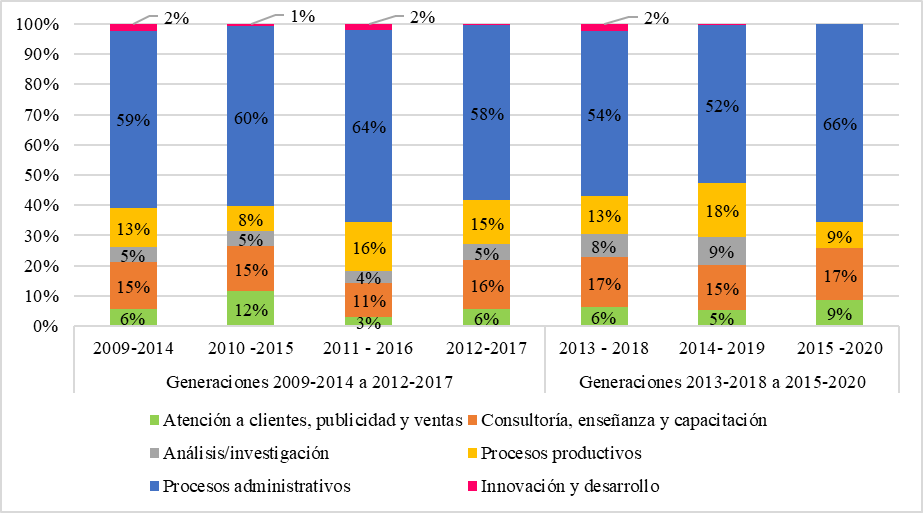 2% 1% 2% 2%
100%
90%
80%
70%
60%
50%
40%
30%
20%
10%
0%
59% 60% 64% 58% 54% 52% 66%
13% 8% 16% 15% 13% 18% 9%
5% 5% 4% 5% 8% 9%
15% 15% 11% 16% 17% 15% 17%
6% 12% 3% 6% 6% 5% 9%
2009-2014 2010 -2015 2011 - 2016 2012-2017 2013 - 2018 2014- 2019 2015 -2020
Generaciones 2009-2014 a 2012-2017 Generaciones 2013-2018 a 2015-2020
Atención a clientes, publicidad y ventas Consultoría, enseñanza y capacitación
Análisis/investigación Procesos productivos
Procesos administrativos Innovación y desarrollo